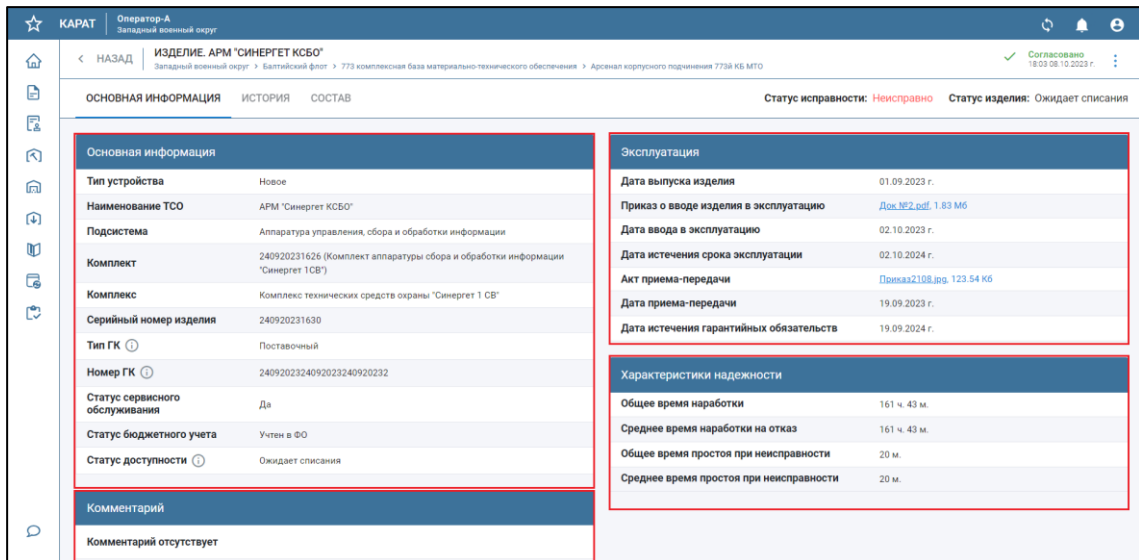 КАРАТ
Оператор-А
Западный военный округ
НАЗАД
ИЗДЕЛИЕ. АРМ "СИНЕРГЕТ КСБО"
Западный военный округ > Балтийский флот > 773 комплексная база материально-технического обеспечения > Арсенал корпусного подчинения 773й КБ МТО
Согласовано
18:03 08.10.2023 г.
ОСНОВНАЯ ИНФОРМАЦИЯ ИСТОРИЯ СОСТАВ
Статус исправности: Неисправно Статус изделия: Ожидает списания
Основная информация
Тип устройства Новое
Наименование ТСО АРМ "Синергет КСБО"
Подсистема Аппаратура управления, сбора и обработки информации
Комплект 240920231626 (Комплект аппаратуры сбора и обработки информации
"Синергет 1СВ")
Комплекс Комплекс технических средств охраны "Синергет 1 СВ"
Серийный номер изделия 240920231630
Тип ГК Поставочный
Номер ГК 2409202324092023240920232
Статус сервисного
обслуживания Да
Статус бюджетного учета Учтен в ФО
Статус доступности Ожидает списания
Комментарий
Комментарий отсутствует
Эксплуатация
Дата выпуска изделия 01.09.2023 г.
Приказ о вводе изделия в эксплуатацию Док №2.pdf, 1.83 Мб
Дата ввода в эксплуатацию 02.10.2023 г.
Дата истечения срока эксплуатации 02.10.2024 г.
Акт приема-передачи Приказ2108.jpg, 123.54 Кб
Дата приема-передачи 19.09.2023 г.
Дата истечения гарантийных обязательств 19.09.2024 г.
Характеристики надежности
Общее время наработки 161 ч. 43 м.
Среднее время наработки на отказ 161 ч. 43 м.
Общее время простоя при неисправности 20 м.
Среднее время простоя при неисправности 20 м.